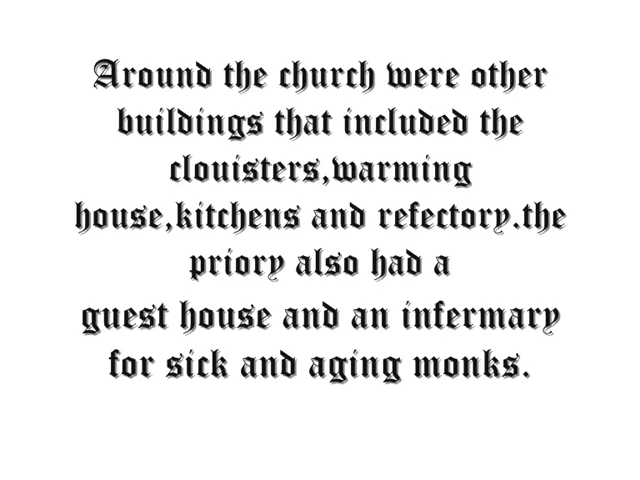 Around the church were other
buildings that included the
clouisters,warming
house,kitchens and refectory.the
priory also had a
guest house and an infermary
for sick and aging monks.